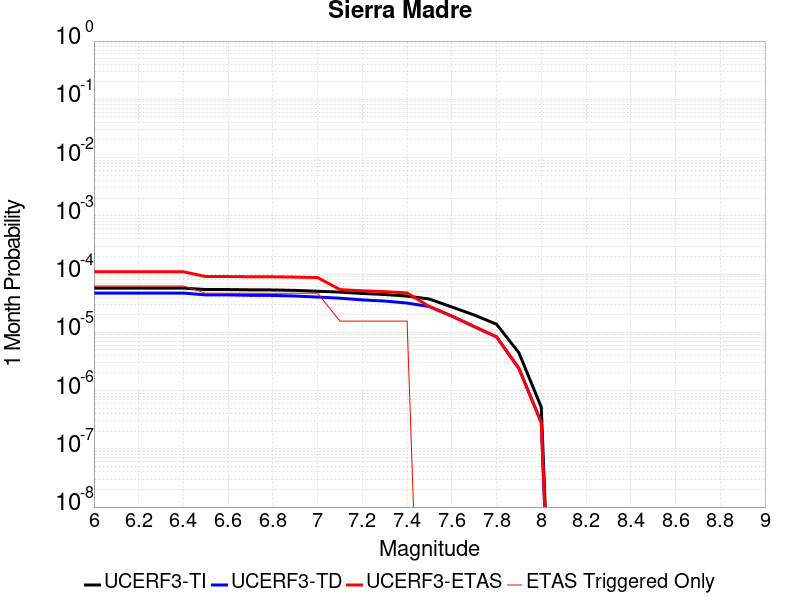 Sierra Madre
10 0
10 -1
10 -2
10 -3
10 -4
10 -5
10 -6
10 -7
10 -8
1 Month Probability
6 6.2 6.4 6.6 6.8 7 7.2 7.4 7.6 7.8 8 8.2 8.4 8.6 8.8 9
Magnitude
UCERF3-TI UCERF3-TD UCERF3-ETAS ETAS Triggered Only